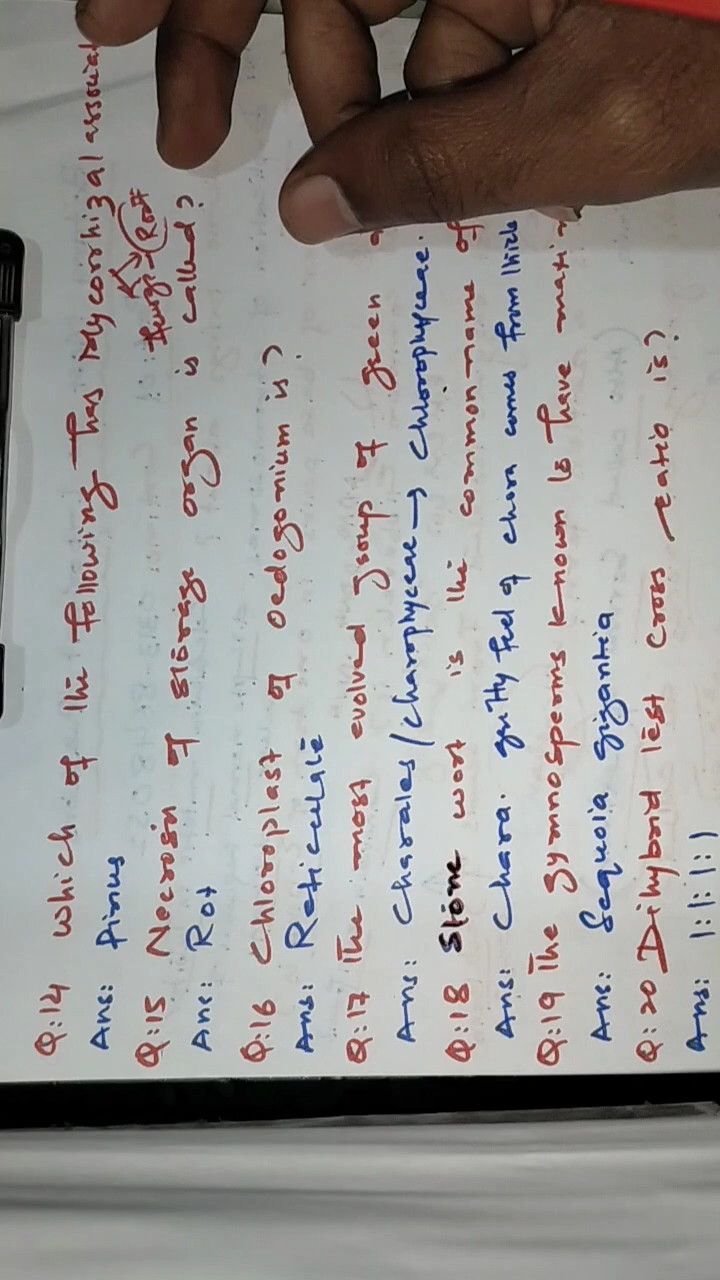 Q:14 which of the following has Mycorrhizal associat
Fungi Root
Ans: Pinus
Q:15 Necrosis of storage organ is called?
Ans: Rot
Q:16 Chloroplast of oedogonium is?
Ans: Reticulate
Q:17 The most evolved group of green
Ans: Charales/Charophyceae → Chlorophyceae.
Q:18 Stone wort is the common name of
Ans: Chara. gritty feel of chara comes from thick
Q:19 The gymnosperms known to have
Ans: Sequoia gigantia
Q:20 Dihybrid test cross ratio is?
Ans: 1:1:1:1